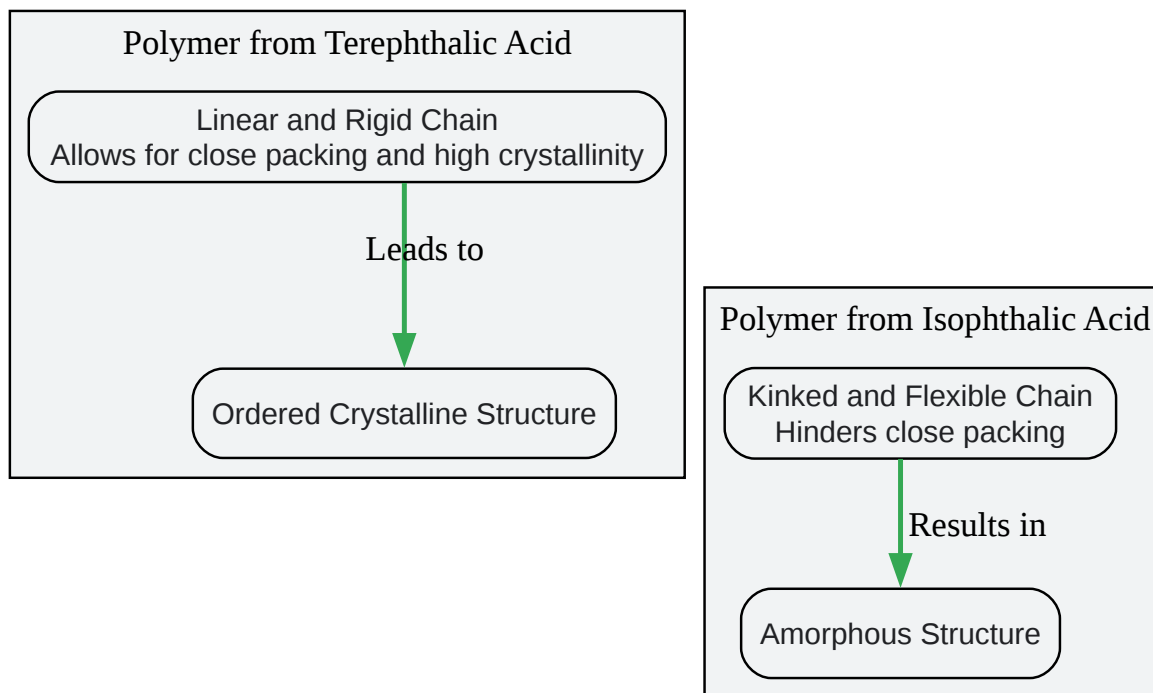 Polymer from Terephthalic Acid
Linear and Rigid Chain
Allows for close packing and high crystallinity
Leads to
Ordered Crystalline Structure
Polymer from Isophthalic Acid
Kinked and Flexible Chain
Hinders close packing
Results in
Amorphous Structure